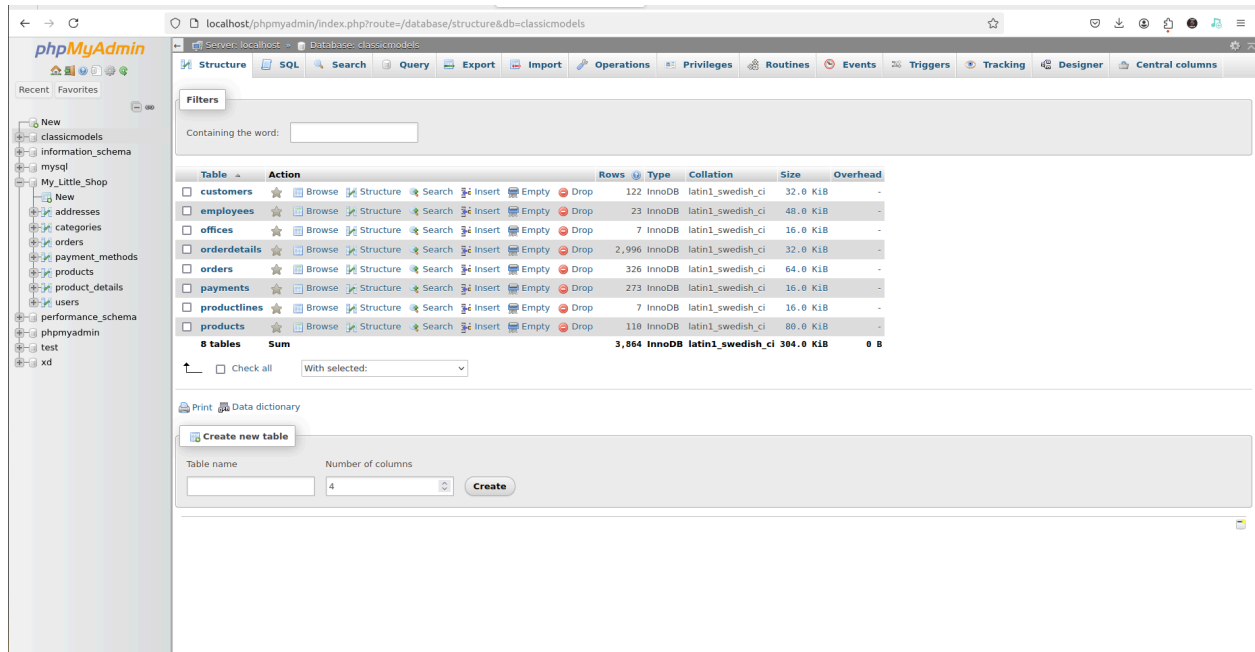 localhost/phpmyadmin/index.php?route=/database/structure&db=classicmodels
phpMyAdmin
Recent Favorites
New
classicmodels
information_schema
mysql
My_Little_Shop
New
addresses
categories
orders
payment_methods
products
product_details
users
performance_schema
phpmyadmin
test
xd
Server: localhost » Database: classicmodels
Structure SQL Search Query Export Import Operations Privileges Routines Events Triggers Tracking Designer Central columns
Filters
Containing the word:
Table Action Rows Type Collation Size Overhead
customers Browse Structure Search Insert Empty Drop 122 InnoDB latin1_swedish_ci 32.0 KiB -
employees Browse Structure Search Insert Empty Drop 23 InnoDB latin1_swedish_ci 48.0 KiB -
offices Browse Structure Search Insert Empty Drop 7 InnoDB latin1_swedish_ci 16.0 KiB -
orderdetails Browse Structure Search Insert Empty Drop 2,996 InnoDB latin1_swedish_ci 32.0 KiB -
orders Browse Structure Search Insert Empty Drop 326 InnoDB latin1_swedish_ci 64.0 KiB -
payments Browse Structure Search Insert Empty Drop 273 InnoDB latin1_swedish_ci 16.0 KiB -
productlines Browse Structure Search Insert Empty Drop 7 InnoDB latin1_swedish_ci 16.0 KiB -
products Browse Structure Search Insert Empty Drop 110 InnoDB latin1_swedish_ci 80.0 KiB -
8 tables Sum 3,864 InnoDB latin1_swedish_ci 304.0 KiB 0 B
Check all With selected:
Print Data dictionary
Create new table
Table name Number of columns
4 Create